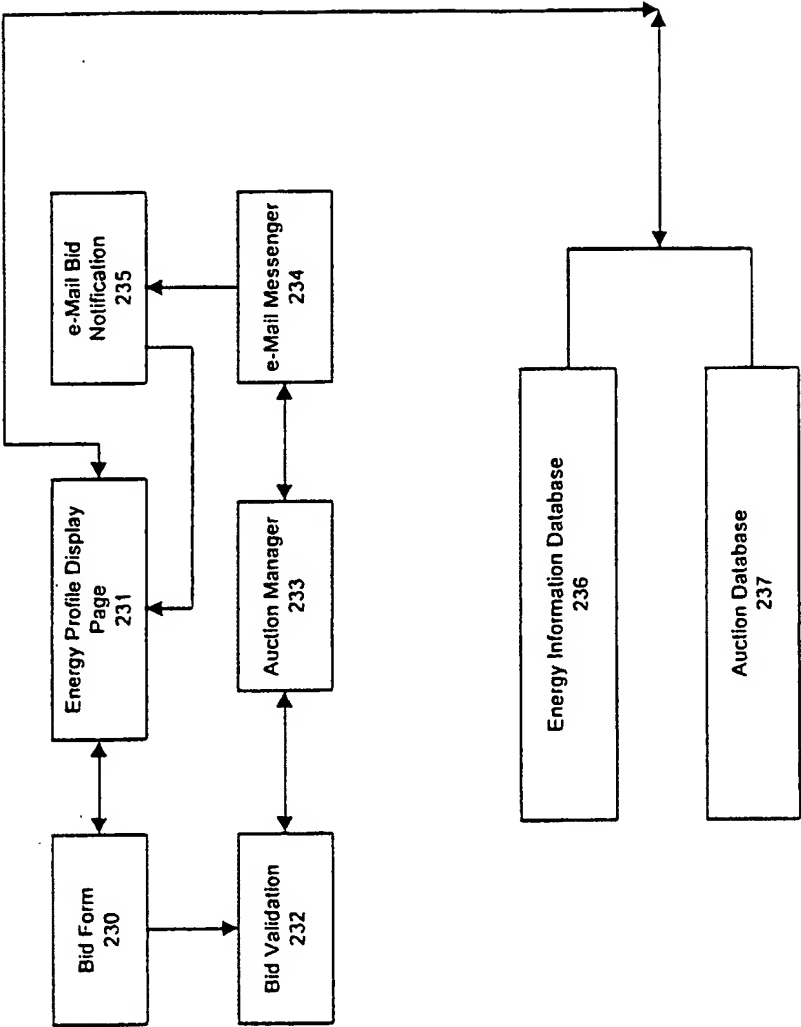 Bid Form
230
Energy Profile Display
Page
231
e-Mail Bid
Notification
235
Bid Validation
232
Auction Manager
233
e-Mail Messenger
234
Energy Information Database
236
Auction Database
237